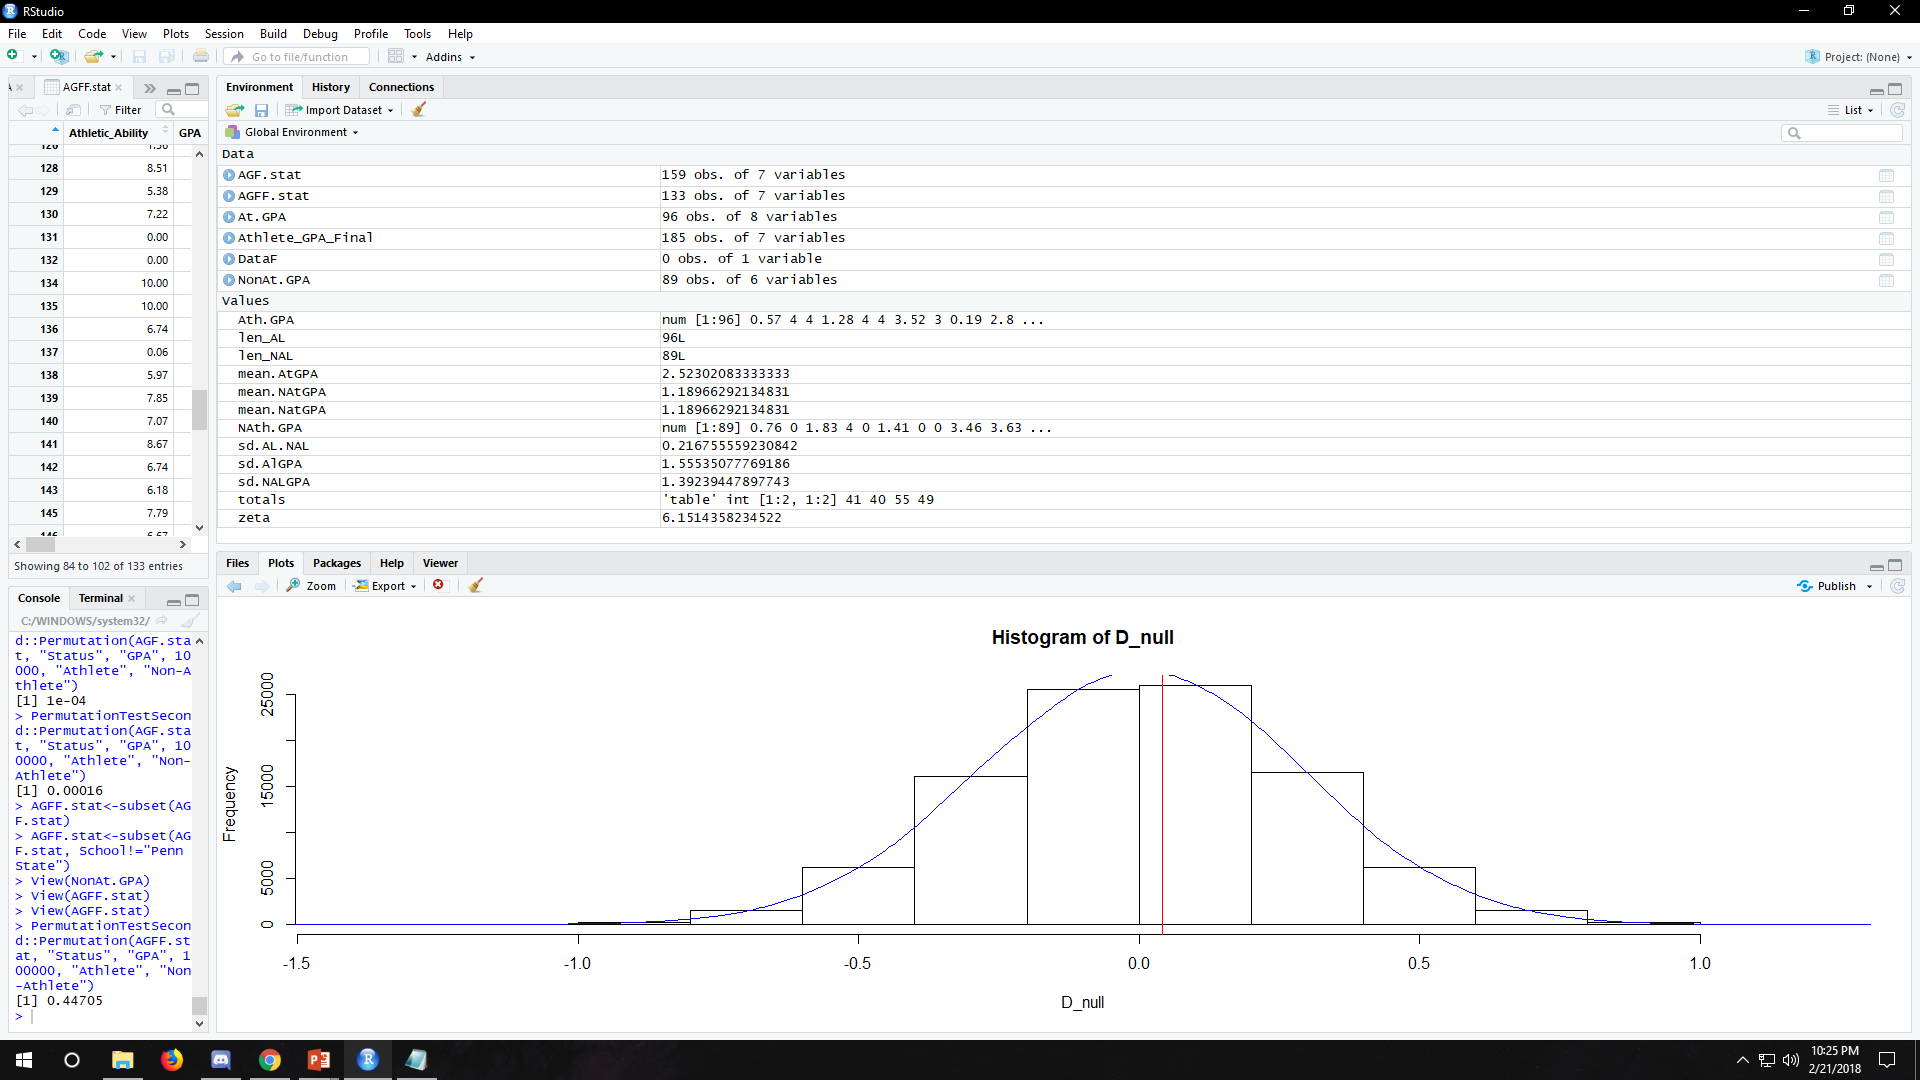 RStudio
File Edit Code View Plots Session Build Debug Profile Tools Help
Go to file/function Addins Project: (None)
AGFF.stat
Filter
Athletic_Ability GPA
128 8.51
129 5.38
130 7.22
131 0.00
132 0.00
134 10.00
135 10.00
136 6.74
137 0.06
138 5.97
139 7.85
140 7.07
141 8.67
142 6.74
143 6.18
145 7.79
146 6.67
Showing 84 to 102 of 133 entries
Console Terminal
C:/WINDOWS/system32/
d::Permutation(AGF.sta
t, "Status", "GPA", 10
000, "Athlete", "Non-A
thlete")
[1] 1e-04
> PermutationTestSecon
d::Permutation(AGF.sta
t, "Status", "GPA", 10
0000, "Athlete", "Non-
Athlete")
[1] 0.00016
> AGFF.stat<-subset(AG
F.stat)
> AGFF.stat<-subset(AG
F.stat, School!="Penn
State")
> View(NonAt.GPA)
> View(AGFF.stat)
> View(AGFF.stat)
> PermutationTestSecon
d::Permutation(AGFF.st
at, "Status", "GPA", 1
00000, "Athlete", "Non
-Athlete")
[1] 0.44705
>
Environment History Connections
Import Dataset List
Global Environment
Data
AGF.stat 159 obs. of 7 variables
AGFF.stat 133 obs. of 7 variables
At.GPA 96 obs. of 8 variables
Athlete_GPA_Final 185 obs. of 7 variables
DataF 0 obs. of 1 variable
NonAt.GPA 89 obs. of 6 variables
Values
Ath.GPA num [1:96] 0.57 4 4 1.28 4 4 3.52 3 0.19 2.8 ...
len_AL 96L
len_NAL 89L
mean.AtGPA 2.52302083333333
mean.NAtGPA 1.18966292134831
mean.NatGPA 1.18966292134831
NAth.GPA num [1:89] 0.76 0 1.83 4 0 1.41 0 0 3.46 3.63 ...
sd.AL.NAL 0.216755559230842
sd.AlGPA 1.55535077769186
sd.NALGPA 1.39239447897743
totals 'table' int [1:2, 1:2] 41 40 55 49
zeta 6.1514358234522
Files Plots Packages Help Viewer
Zoom Export Publish
Histogram of D_null
Frequency
25000
15000
5000
0
-1.5 -1.0 -0.5 0.0 0.5 1.0
D_null
10:25 PM
2/21/2018